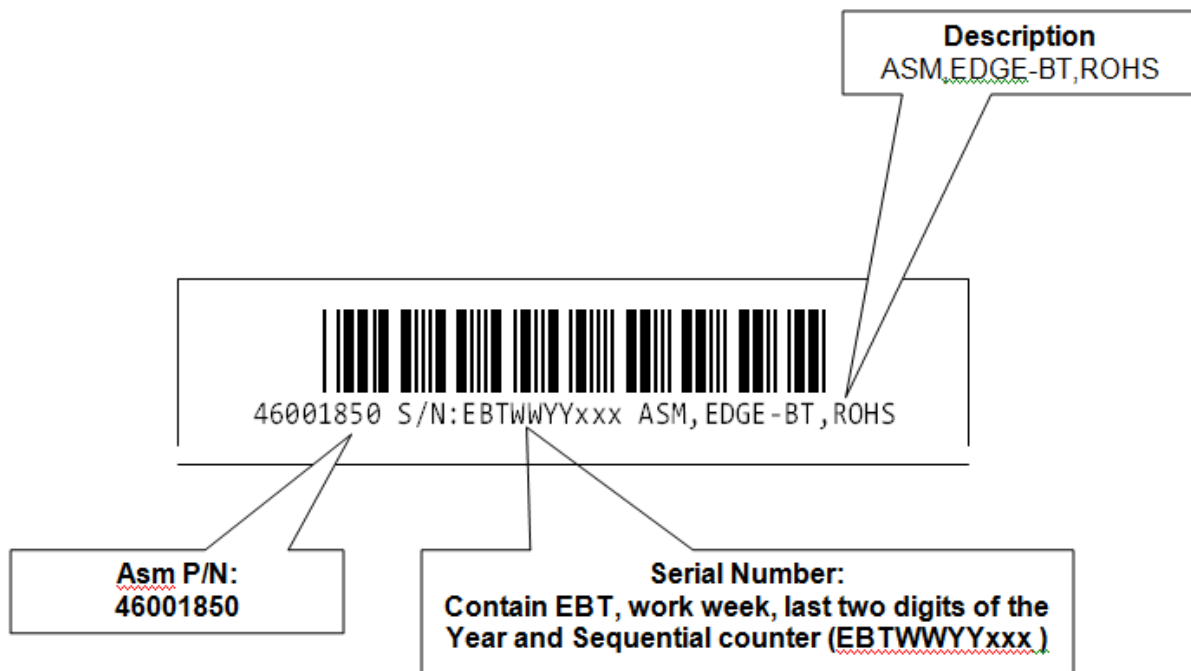 Description
ASM,EDGE-BT,ROHS
46001850 S/N:EBTWWYYxxx ASM,EDGE-BT,ROHS
Asm P/N:
46001850
Serial Number:
Contain EBT, work week, last two digits of the
Year and Sequential counter (EBTWWYYxxx )